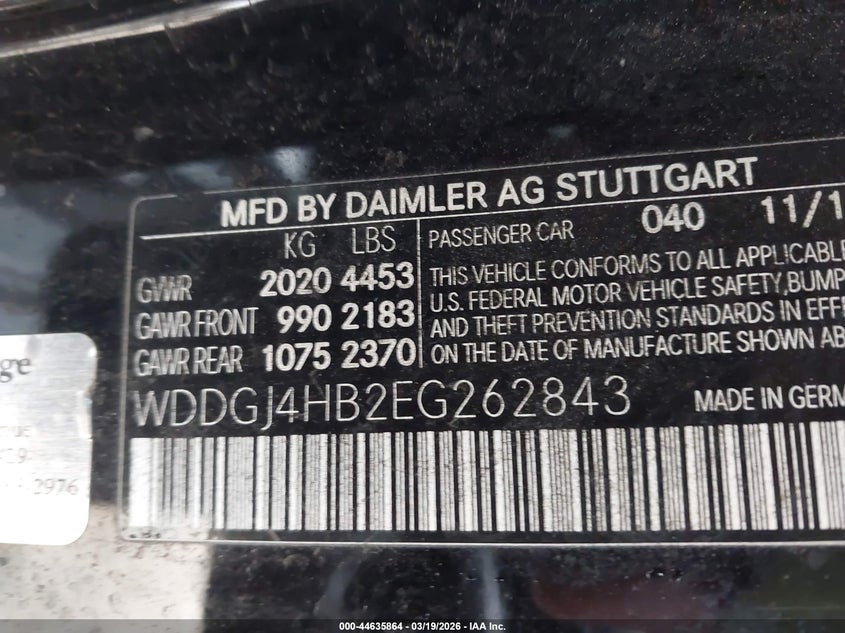 MFD BY DAIMLER AG STUTTGART
KG LBS
PASSENGER CAR 040 11/1
GVWR 2020 4453
GAWR FRONT 990 2183
GAWR REAR 1075 2370
THIS VEHICLE CONFORMS TO ALL APPLICABLE
U.S. FEDERAL MOTOR VEHICLE SAFETY,BUMP
AND THEFT PREVENTION STANDARDS IN EFF
ON THE DATE OF MANUFACTURE SHOWN AB
WDDGJ4HB2EG262843 MADE IN GERM
ge
2976
000-44635864 - 03/19/2026 - IAA Inc.